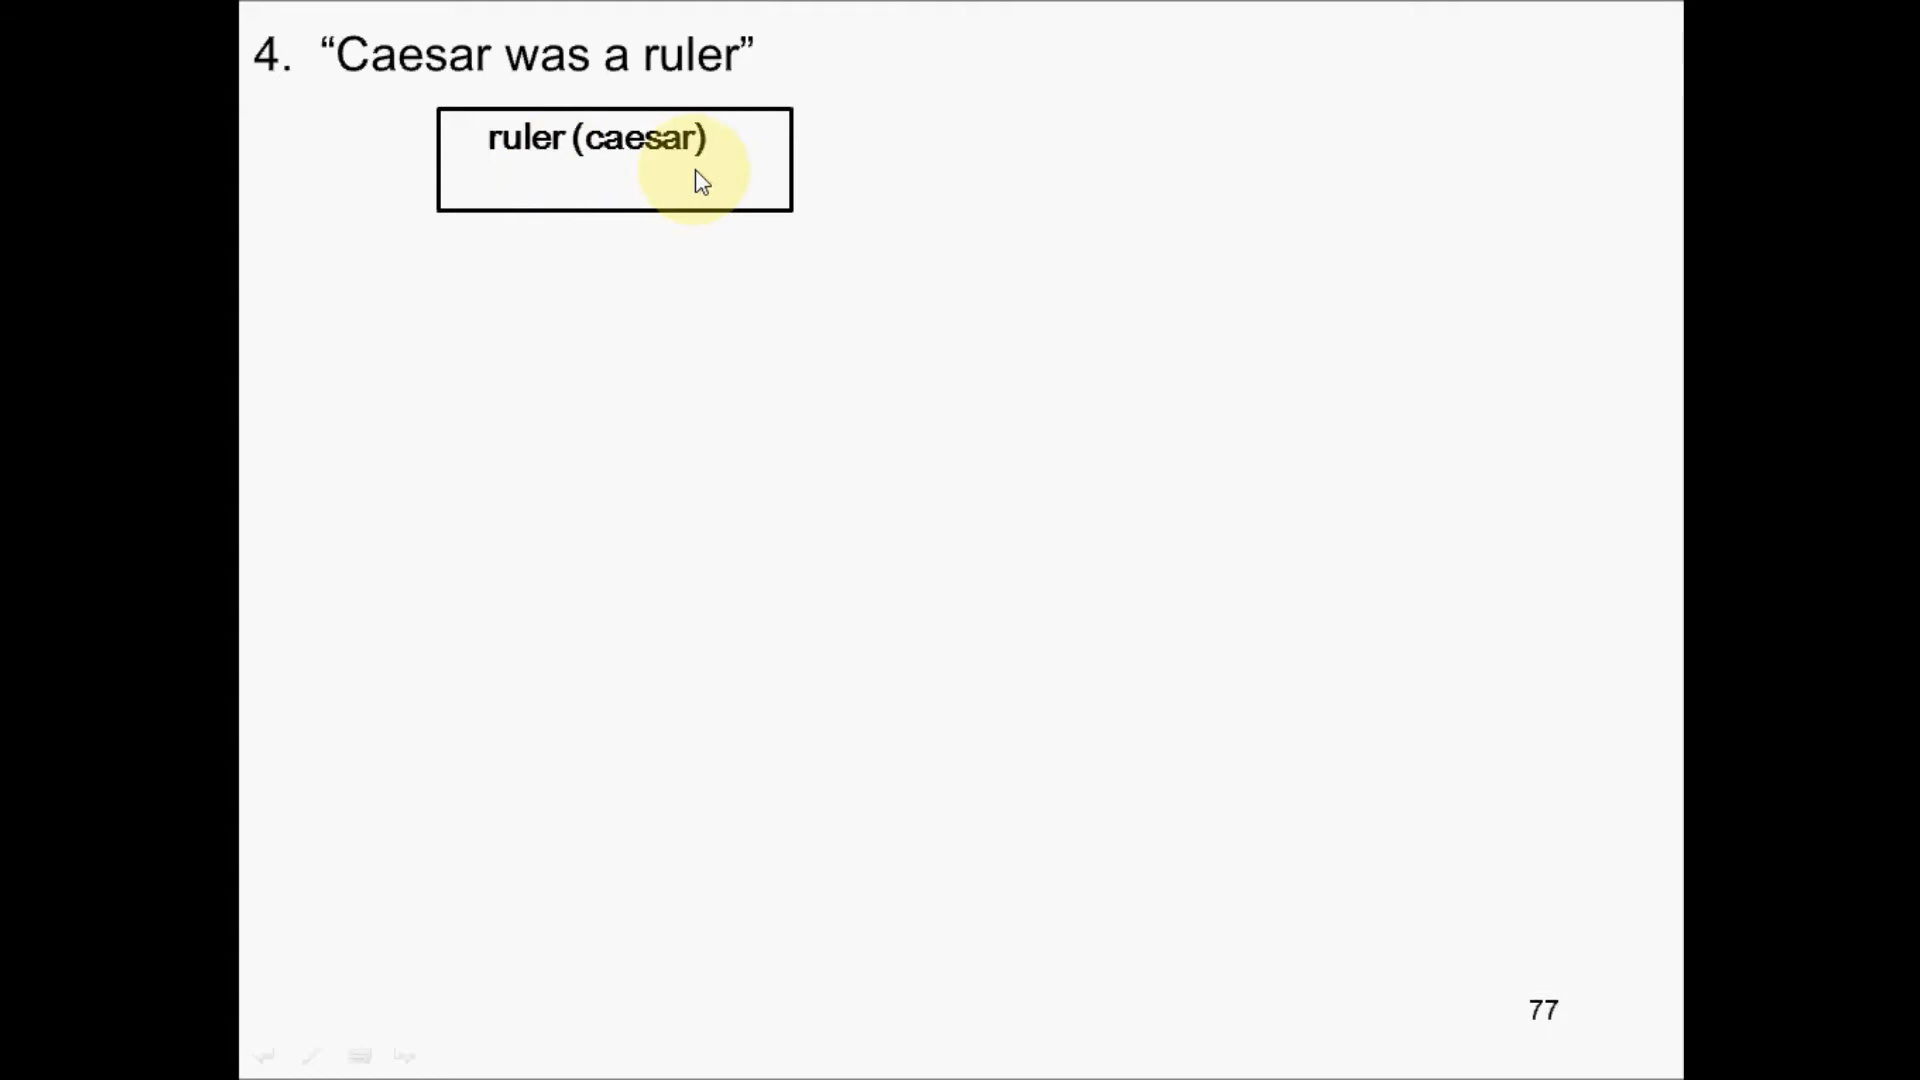 4. “Caesar was a ruler”
ruler (caesar)
77